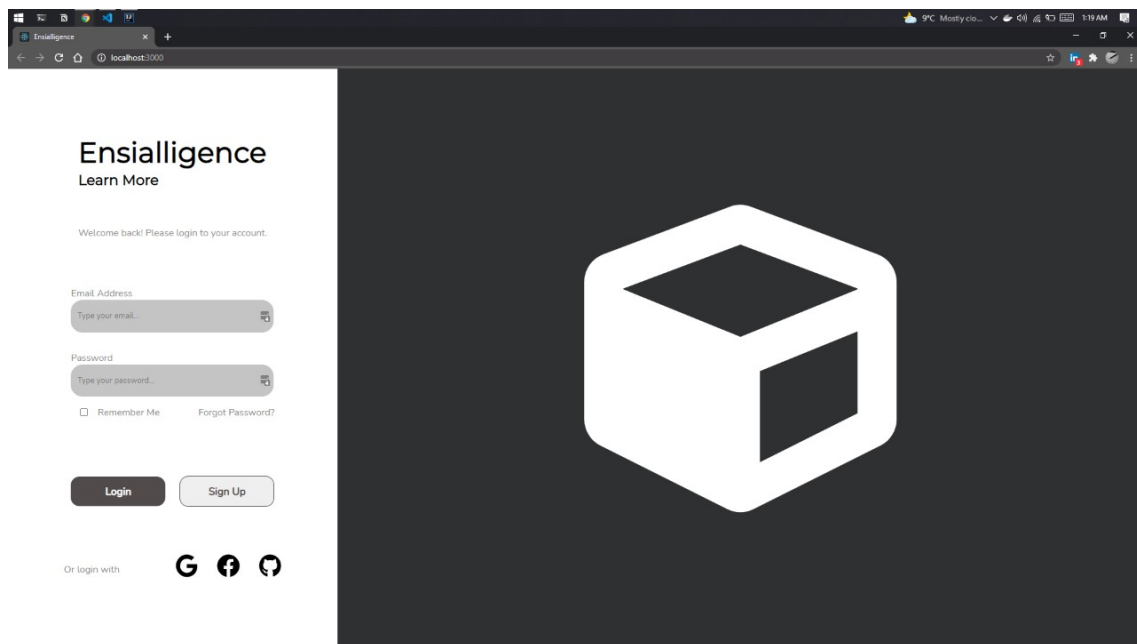 9°C Mostly clo... 1:19 AM
Ensialligence
localhost:3000
Ensialligence
Learn More
Welcome back! Please login to your account.
Email Address
Type your email...
Password
Type your password...
Remember Me Forgot Password?
Login Sign Up
Or login with